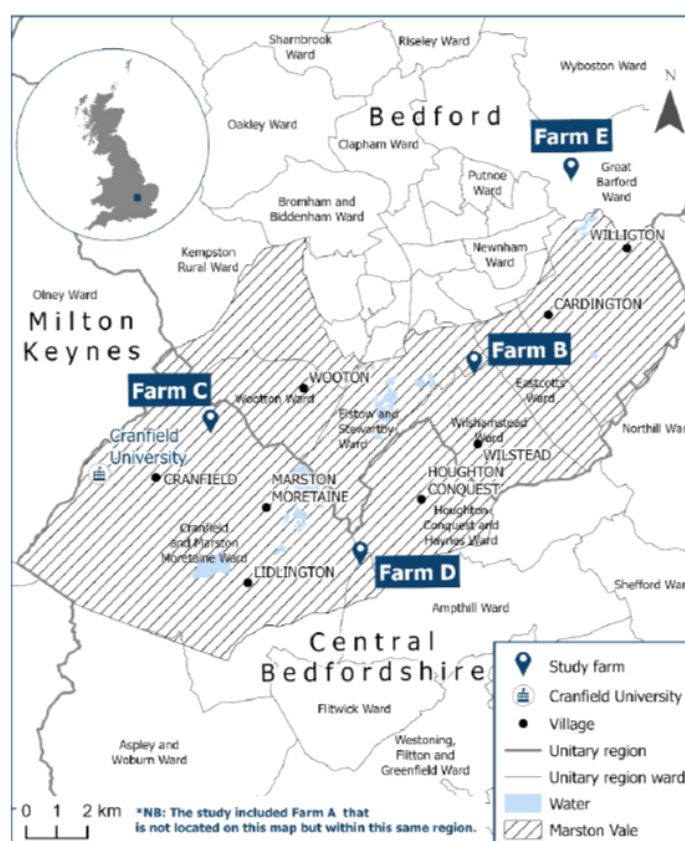 Sharnbrook
Ward
Riseley Ward
Wyboston Ward
N
Oakley Ward
Bedford
Clapham Ward
Farm E
Putnoe
Ward
Great
Barford
Ward
Bromham and
Biddenham Ward
WILLIGTON
Kempston
Rural Ward
Newnham
Ward
Olney Ward
CARDINGTON
Milton
Keynes
Farm B
WOOTON
Wootton Ward
Eastcotts
Ward
Farm C
Elstow and
Stewartby
Ward
Wilshamstead
Ward
WILSTEAD
Northill Ward
Cranfield
University
CRANFIELD
MARSTON
MORETAINE
HOUGHTON
CONQUEST
Houghton
Conquest and
Haynes Ward
Cranfield
and Marston
Moretaine Ward
LIDLINGTON
Farm D
Shefford Ward
Ampthill Ward
Central
Bedfordshire
Flitwick Ward
Aspley and
Woburn Ward
Westoning,
Flitton and
Greenfield Ward
Study farm
Cranfield University
Village
Unitary region
Unitary region ward
Water
Marston Vale
0 1 2 km
*NB: The study included Farm A that
is not located on this map but within this same region.